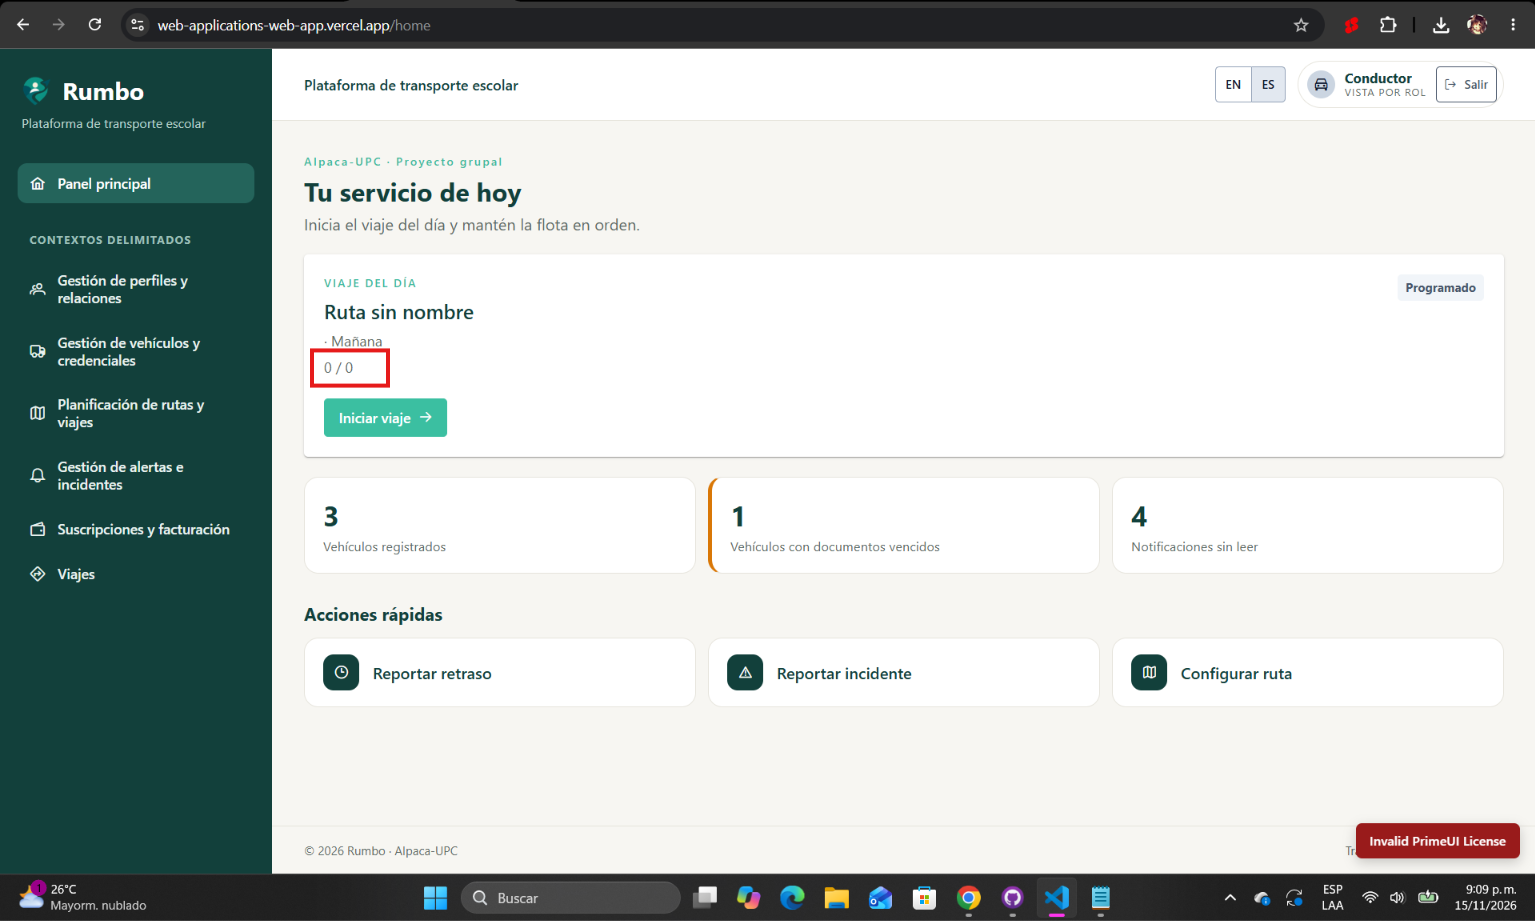 web-applications-web-app.vercel.app/home
Rumbo
Plataforma de transporte escolar
Panel principal
CONTEXTOS DELIMITADOS
Gestión de perfiles y
relaciones
Gestión de vehículos y
credenciales
Planificación de rutas y
viajes
Gestión de alertas e
incidentes
Suscripciones y facturación
Viajes
Plataforma de transporte escolar
EN
ES
Conductor
VISTA POR ROL
Salir
Alpaca-UPC · Proyecto grupal
Tu servicio de hoy
Inicia el viaje del día y mantén la flota en orden.
VIAJE DEL DÍA
Programado
Ruta sin nombre
· Mañana
0 / 0
Iniciar viaje
3
Vehículos registrados
1
Vehículos con documentos vencidos
4
Notificaciones sin leer
Acciones rápidas
Reportar retraso
Reportar incidente
Configurar ruta
© 2026 Rumbo · Alpaca-UPC
Invalid PrimeUI License
1
26°C
Mayorm. nublado
Buscar
ESP
LAA
9:09 p.m.
15/11/2026